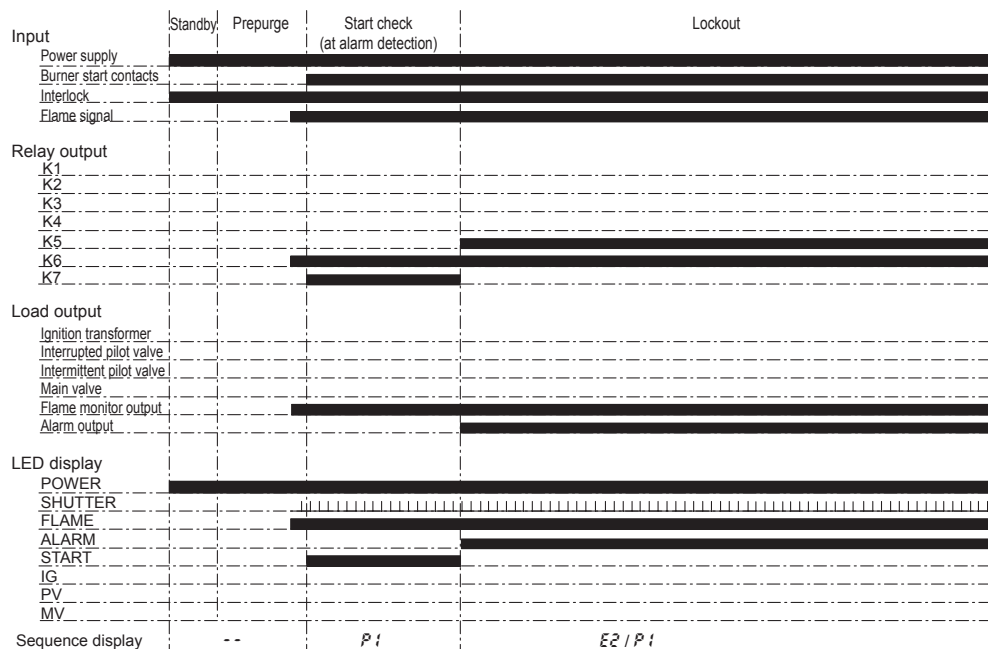 Standby Prepurge Start check Lockout
(at alarm detection)
Input
Power supply
Burner start contacts
Interlock
Flame signal
Relay output
K1
K2
K3
K4
K5
K6
K7
Load output
Ignition transformer
Interrupted pilot valve
Intermittent pilot valve
Main valve
Flame monitor output
Alarm output
LED display
POWER
SHUTTER
FLAME
ALARM
START
IG
PV
MV
Sequence display -- P1 E2 / P1